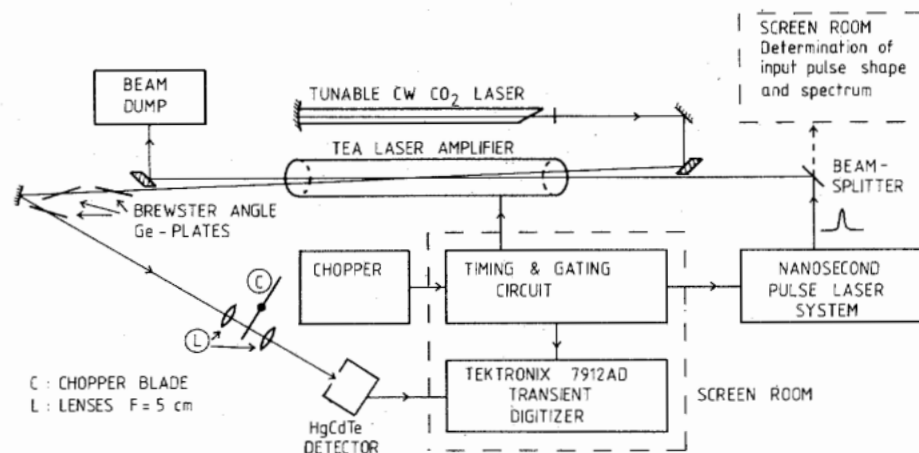 SCREEN ROOM
Determination of
input pulse shape
and spectrum
BEAM
DUMP
TUNABLE CW CO₂ LASER
TEA LASER AMPLIFIER
BEAM-
SPLITTER
BREWSTER ANGLE
Ge-PLATES
CHOPPER
TIMING & GATING
CIRCUIT
NANOSECOND
PULSE LASER
SYSTEM
C
L
C : CHOPPER BLADE
L : LENSES F = 5 cm
HgCdTe
DETECTOR
TEKTRONIX 7912AD
TRANSIENT
DIGITIZER
SCREEN ROOM